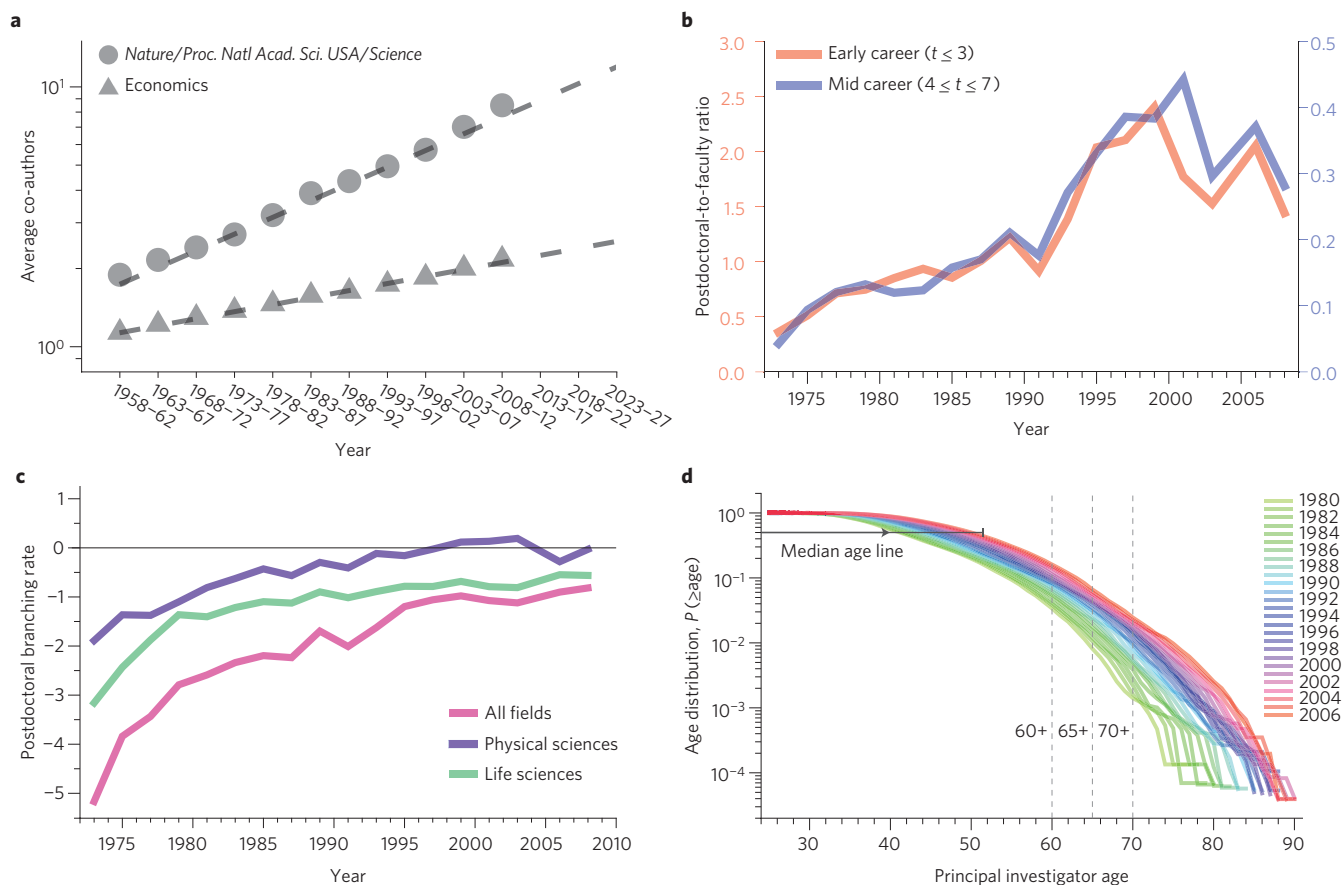 a
Nature/Proc. Natl Acad. Sci. USA/Science
Economics
10¹
10⁰
Average co-authors
1958–62
1963–67
1968–72
1973–77
1978–82
1983–87
1988–92
1993–97
1998–02
2003–07
2008–12
2013–17
2018–22
2023–27
Year
b
Early career (t ≤ 3)
Mid career (4 ≤ t ≤ 7)
3.0
2.5
2.0
1.5
1.0
0.5
0.0
Postdoctoral-to-faculty ratio
0.5
0.4
0.3
0.2
0.1
0.0
1975 1980 1985 1990 1995 2000 2005
Year
c
1
0
−1
−2
−3
−4
−5
Postdoctoral branching rate
All fields
Physical sciences
Life sciences
1975 1980 1985 1990 1995 2000 2005 2010
Year
d
10⁰
10⁻¹
10⁻²
10⁻³
10⁻⁴
Age distribution, P (≥age)
Median age line
60+ 65+ 70+
1980
1982
1984
1986
1988
1990
1992
1994
1996
1998
2000
2002
2004
2006
30 40 50 60 70 80 90
Principal investigator age